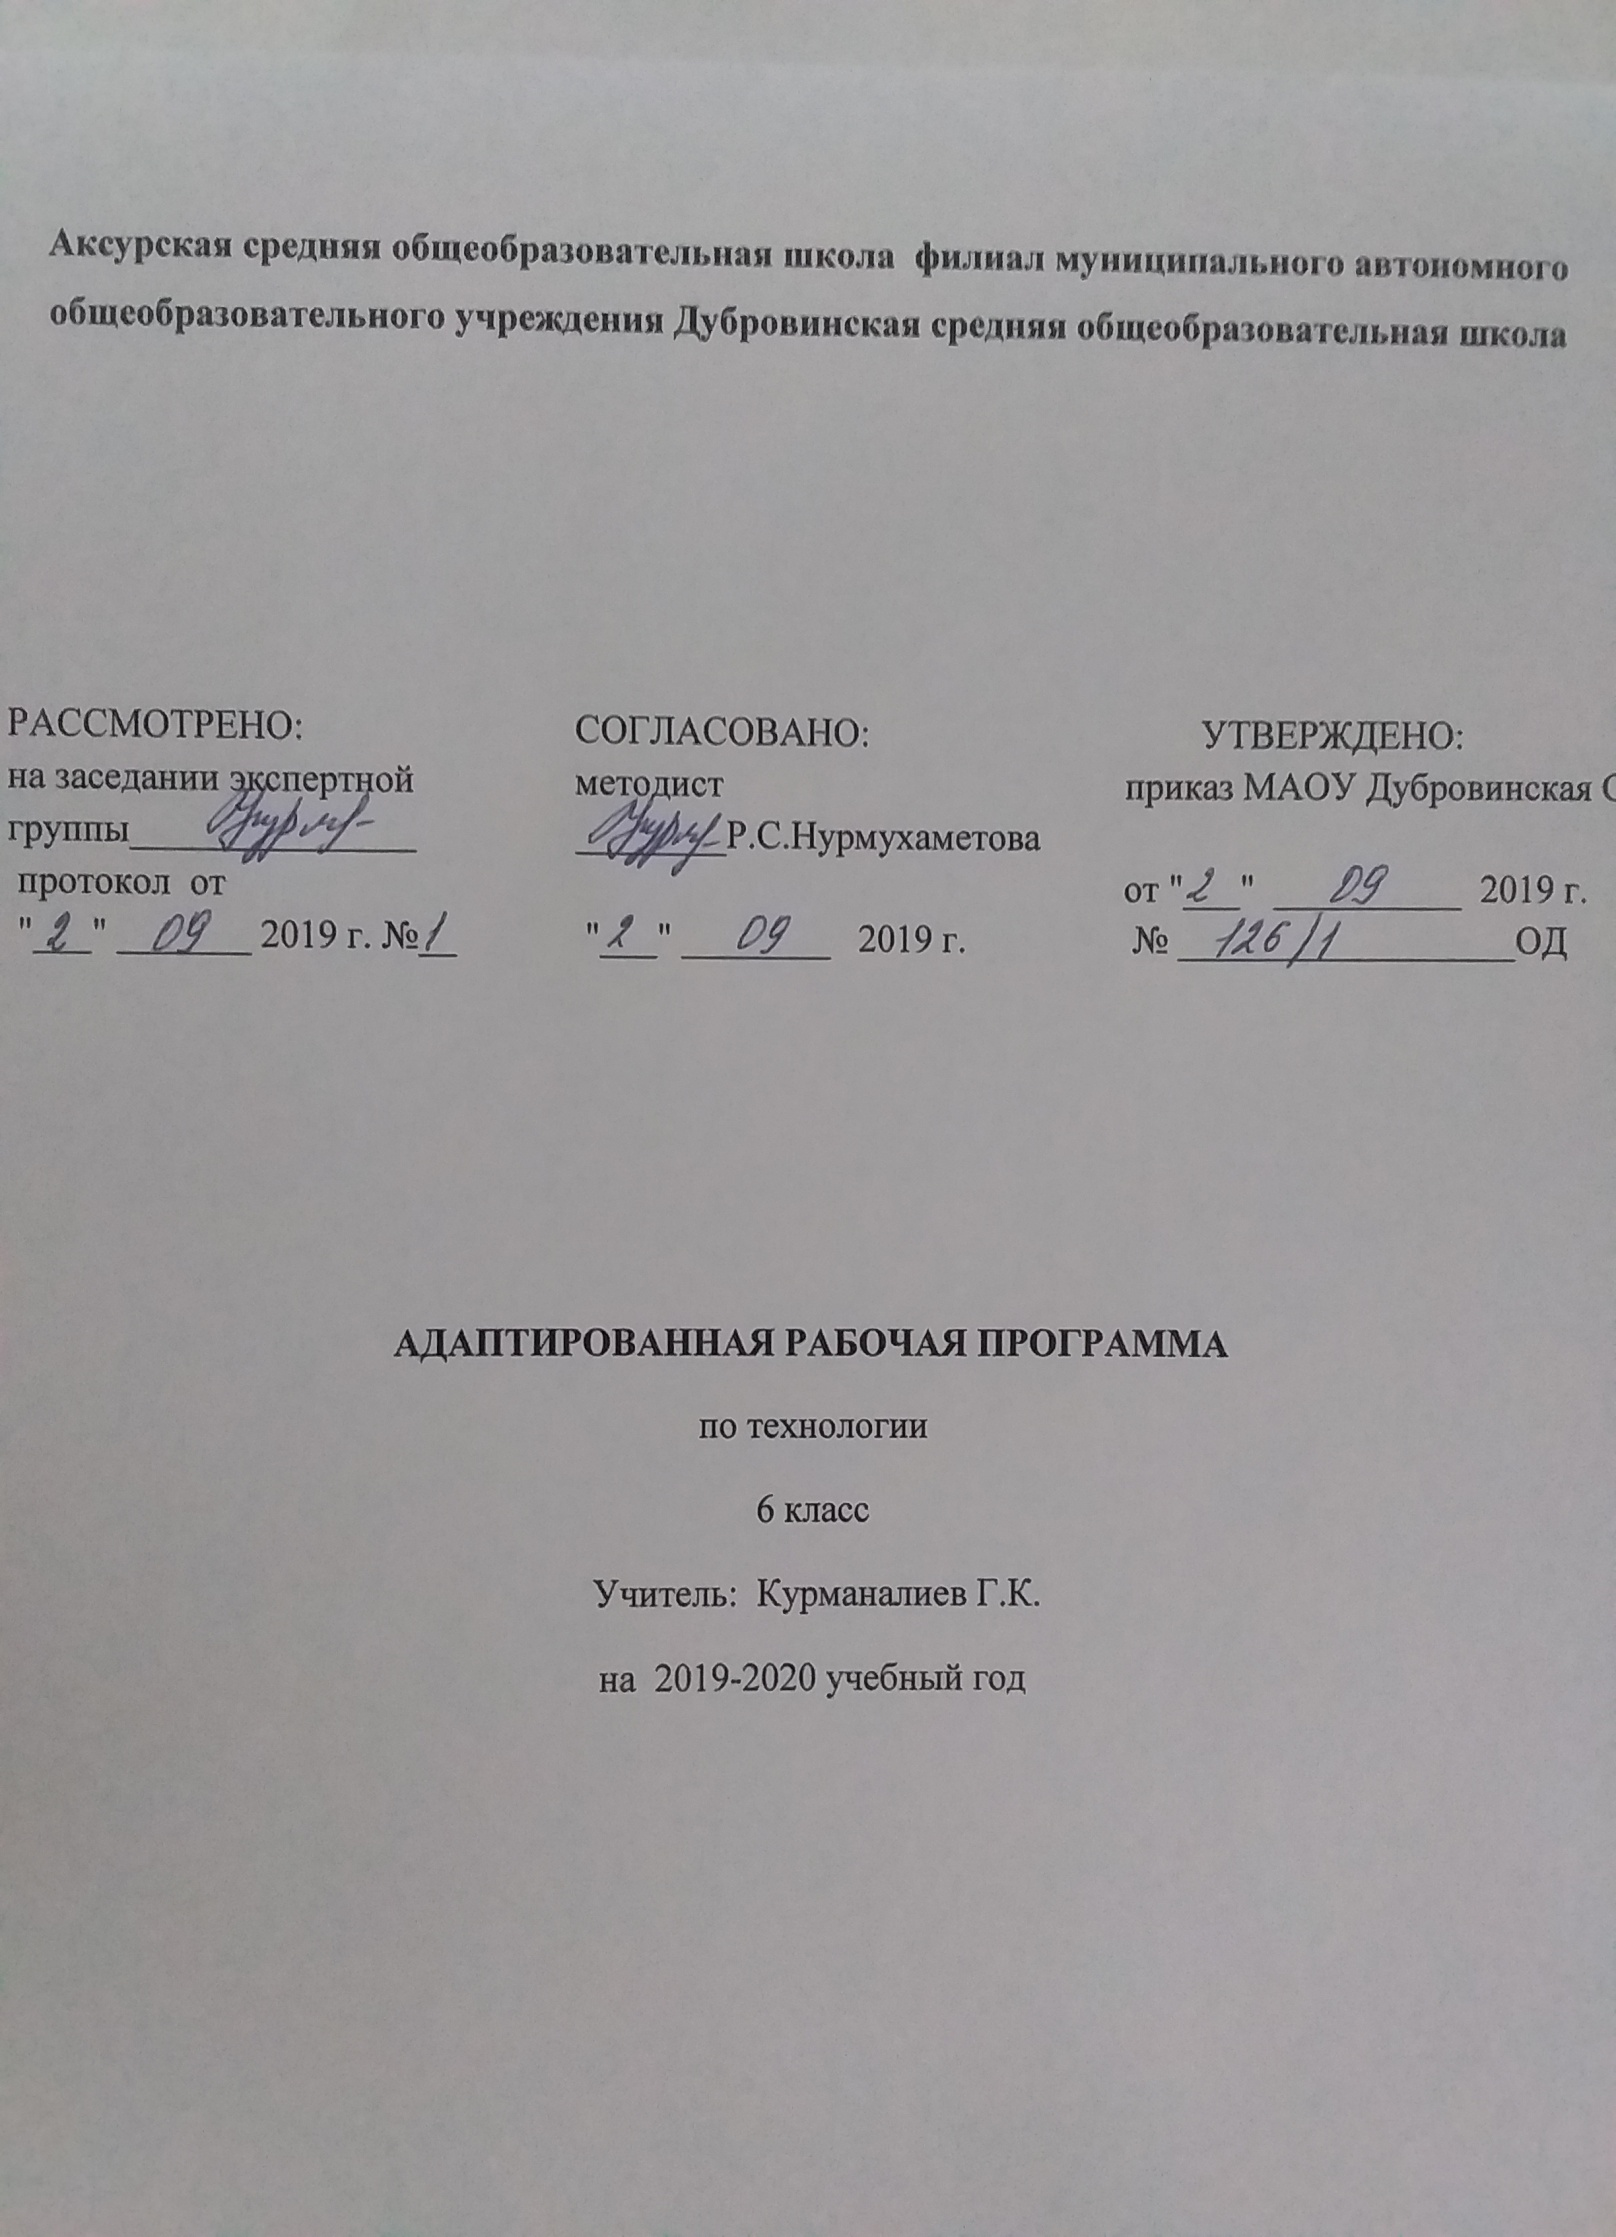 Аксурская средняя общеобразовательная школа филиал муниципального автономного
общеобразовательного учреждения Дубровинская средняя общеобразовательная школа
РАССМОТРЕНО:
на заседании экспертной
группы
протокол от
"2" 09 2019 г. №1
СОГЛАСОВАНО:
методист
Р.С.Нурмухаметова
"2" 09 2019 г.
УТВЕРЖДЕНО:
приказ МАОУ Дубровинская С
от "2" 09 2019 г.
№ 126/1 ОД
АДАПТИРОВАННАЯ РАБОЧАЯ ПРОГРАММА
по технологии
6 класс
Учитель: Курманалиев Г.К.
на 2019-2020 учебный год